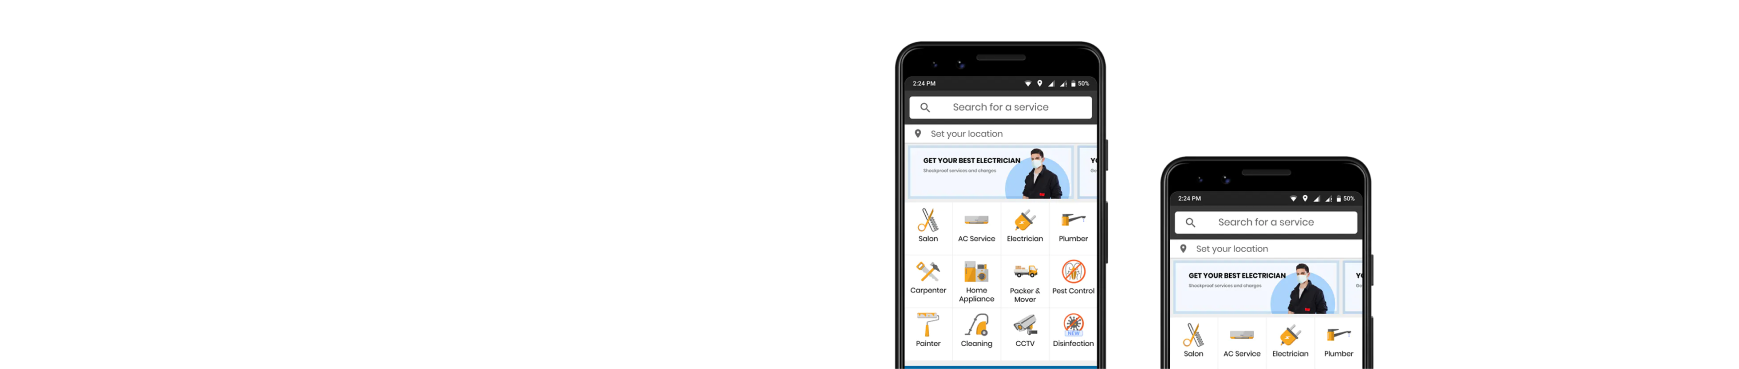 2:24 PM 50%
Search for a service
Set your location
GET YOUR BEST ELECTRICIAN
Shockproof services and charges
Salon AC Service Electrician Plumber
Carpenter Home Appliance Packer & Mover Pest Control
Painter Cleaning CCTV Disinfection
NEW
2:24 PM 50%
Search for a service
Set your location
GET YOUR BEST ELECTRICIAN
Shockproof services and charges
Salon AC Service Electrician Plumber